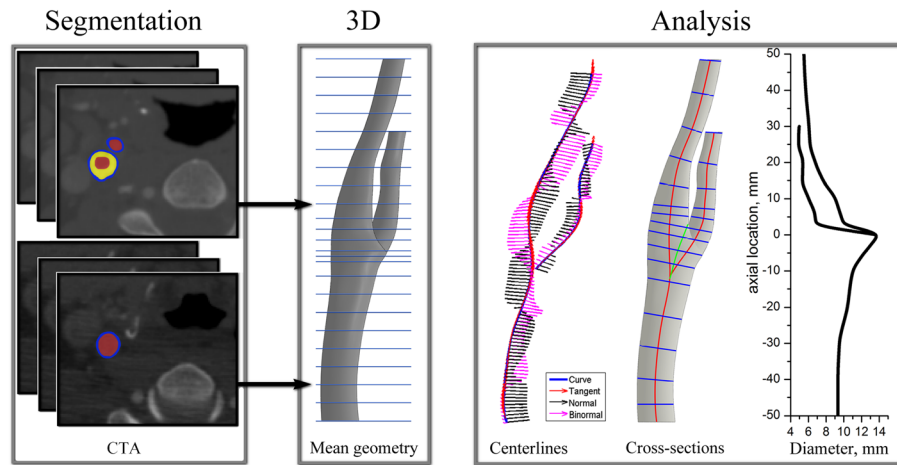 Segmentation
3D
Analysis
CTA
Mean geometry
Curve
Tangent
Normal
Binormal
Centerlines
Cross-sections
axial location, mm
50
40
30
20
10
0
-10
-20
-30
-40
-50
4 6 8 10 12 14
Diameter, mm